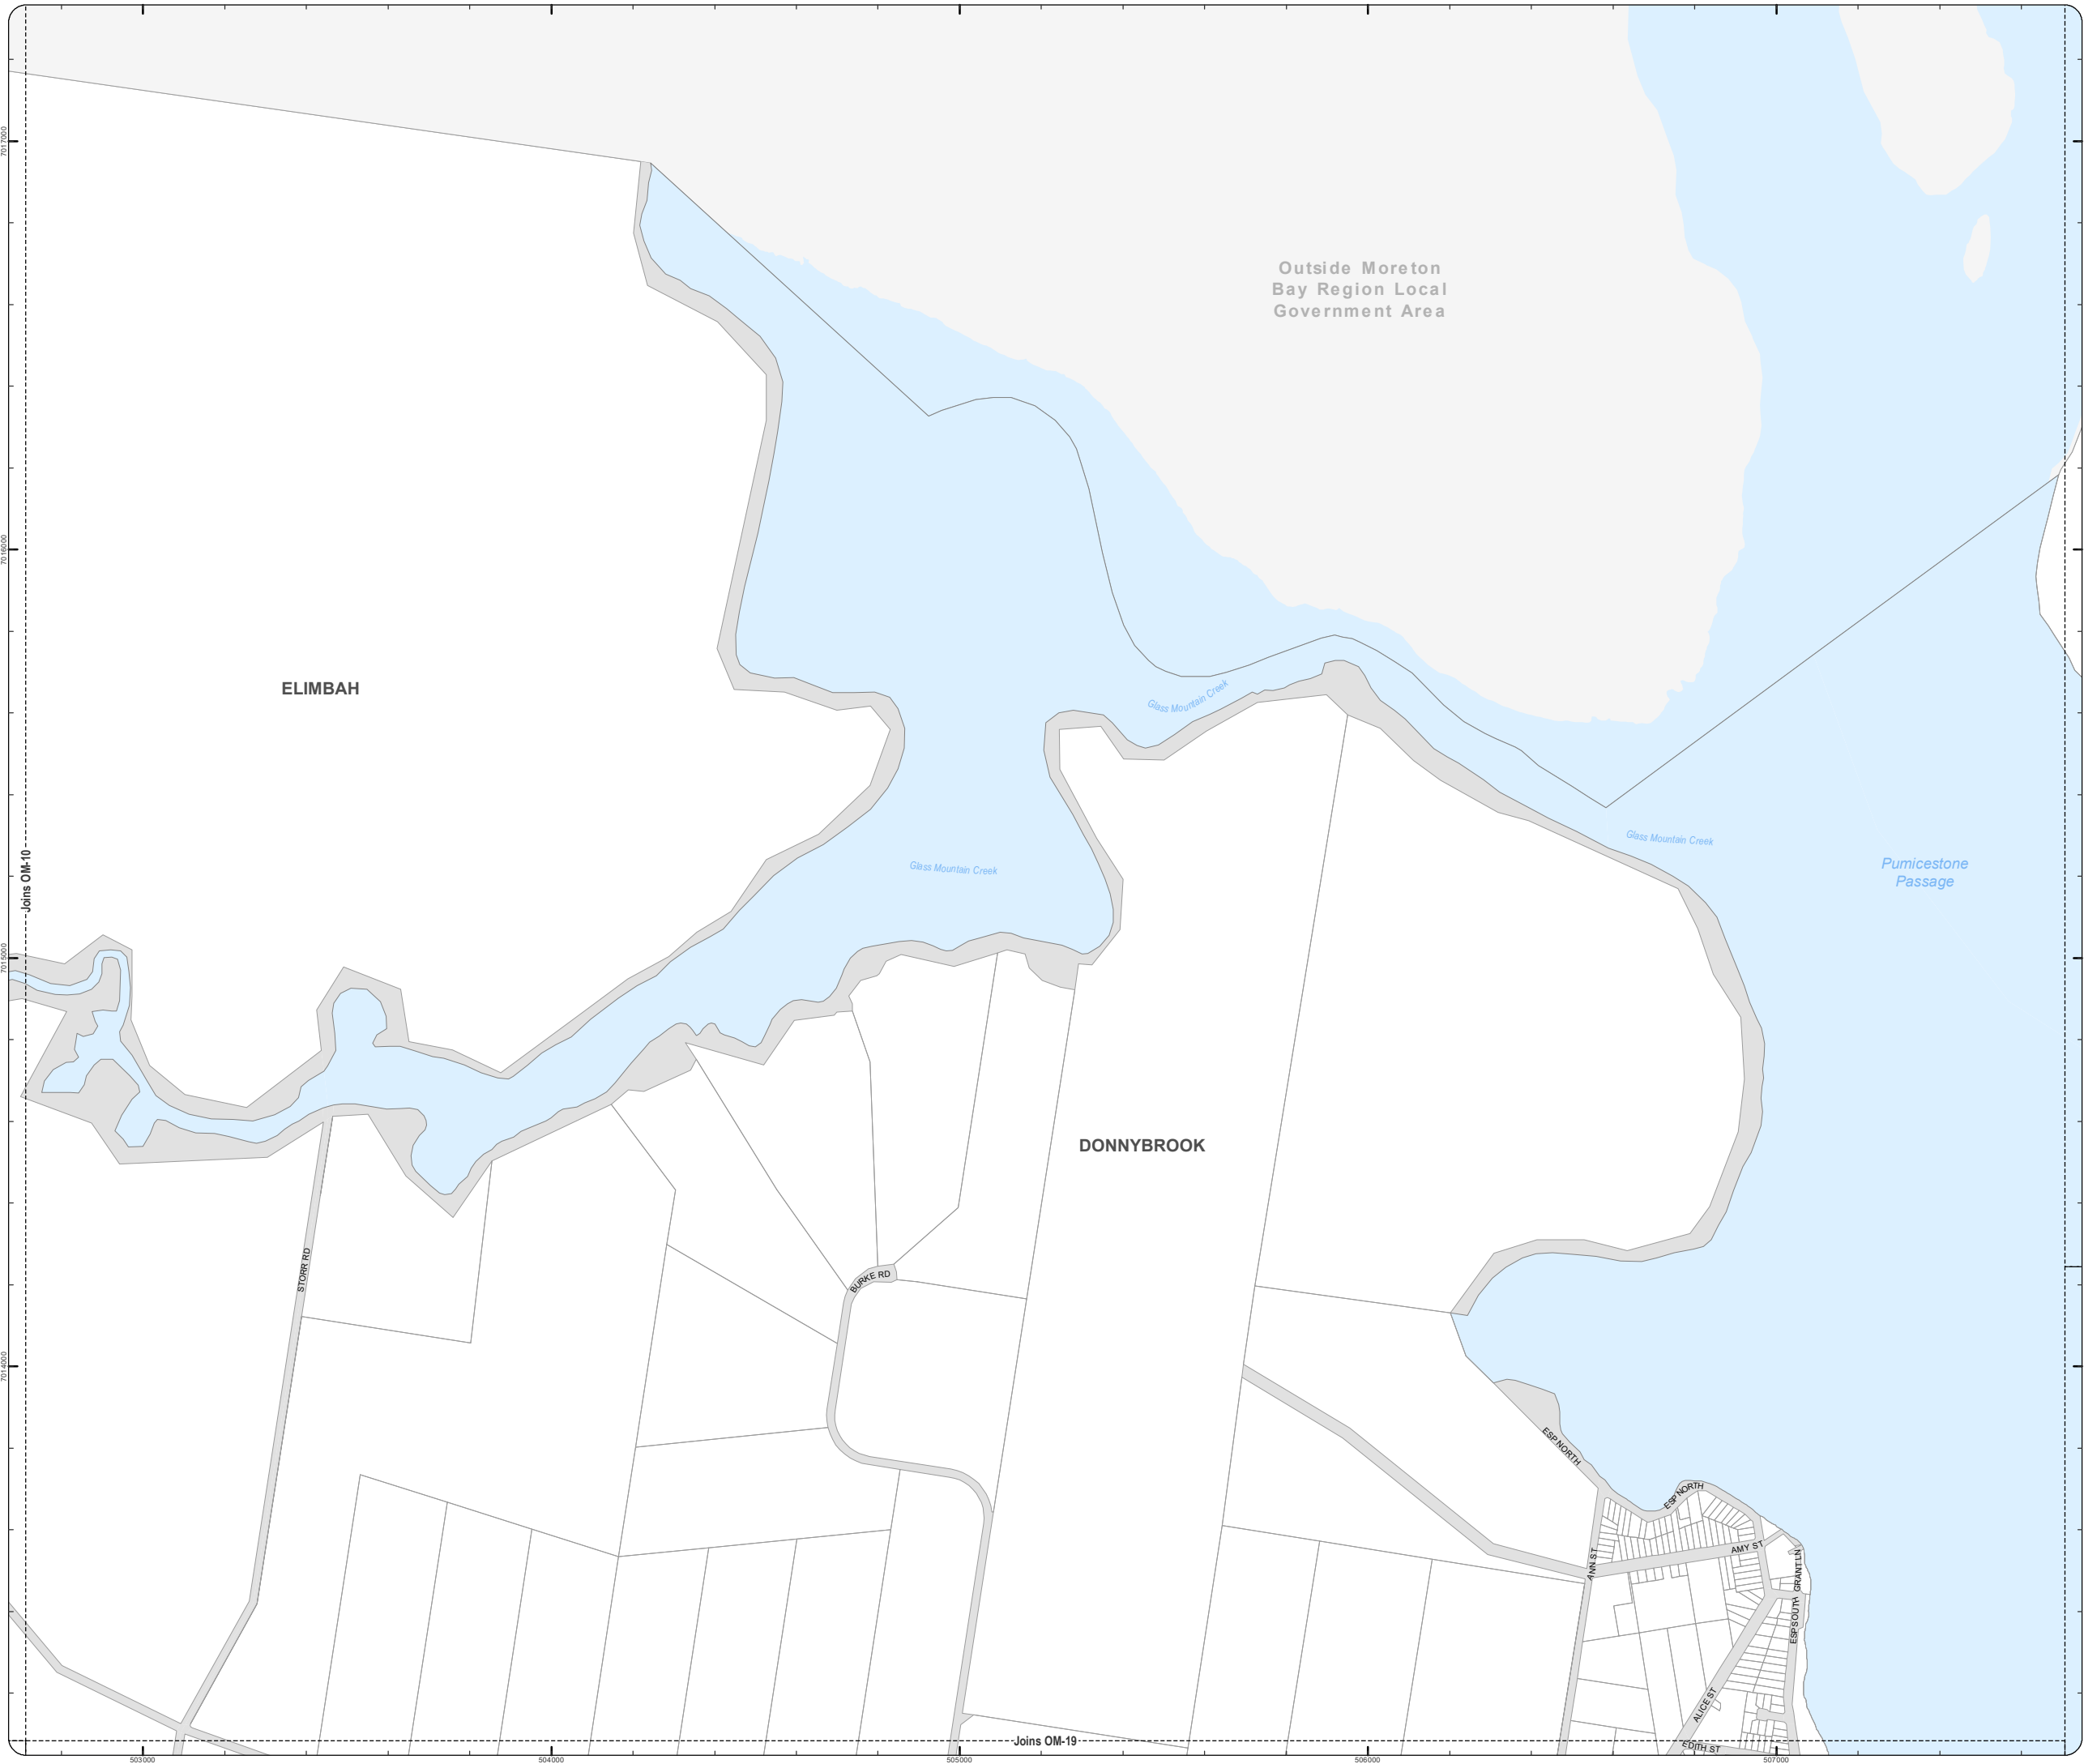 7017000
Outside Moreton
Bay Region Local
Government Area
7016000
ELIMBAH
Glass Mountain Creek
Glass Mountain Creek
Pumicestone
Passage
Glass Mountain Creek
Joins OM-10
7015000
DONNYBROOK
STORR RD
BURKE RD
7014000
ESP NORTH
ESP NORTH
AMY ST
ANN ST
GRANT LN
ESP SOUTH
ALICE ST
EDITH ST
Joins OM-19
503000
504000
505000
506000
507000